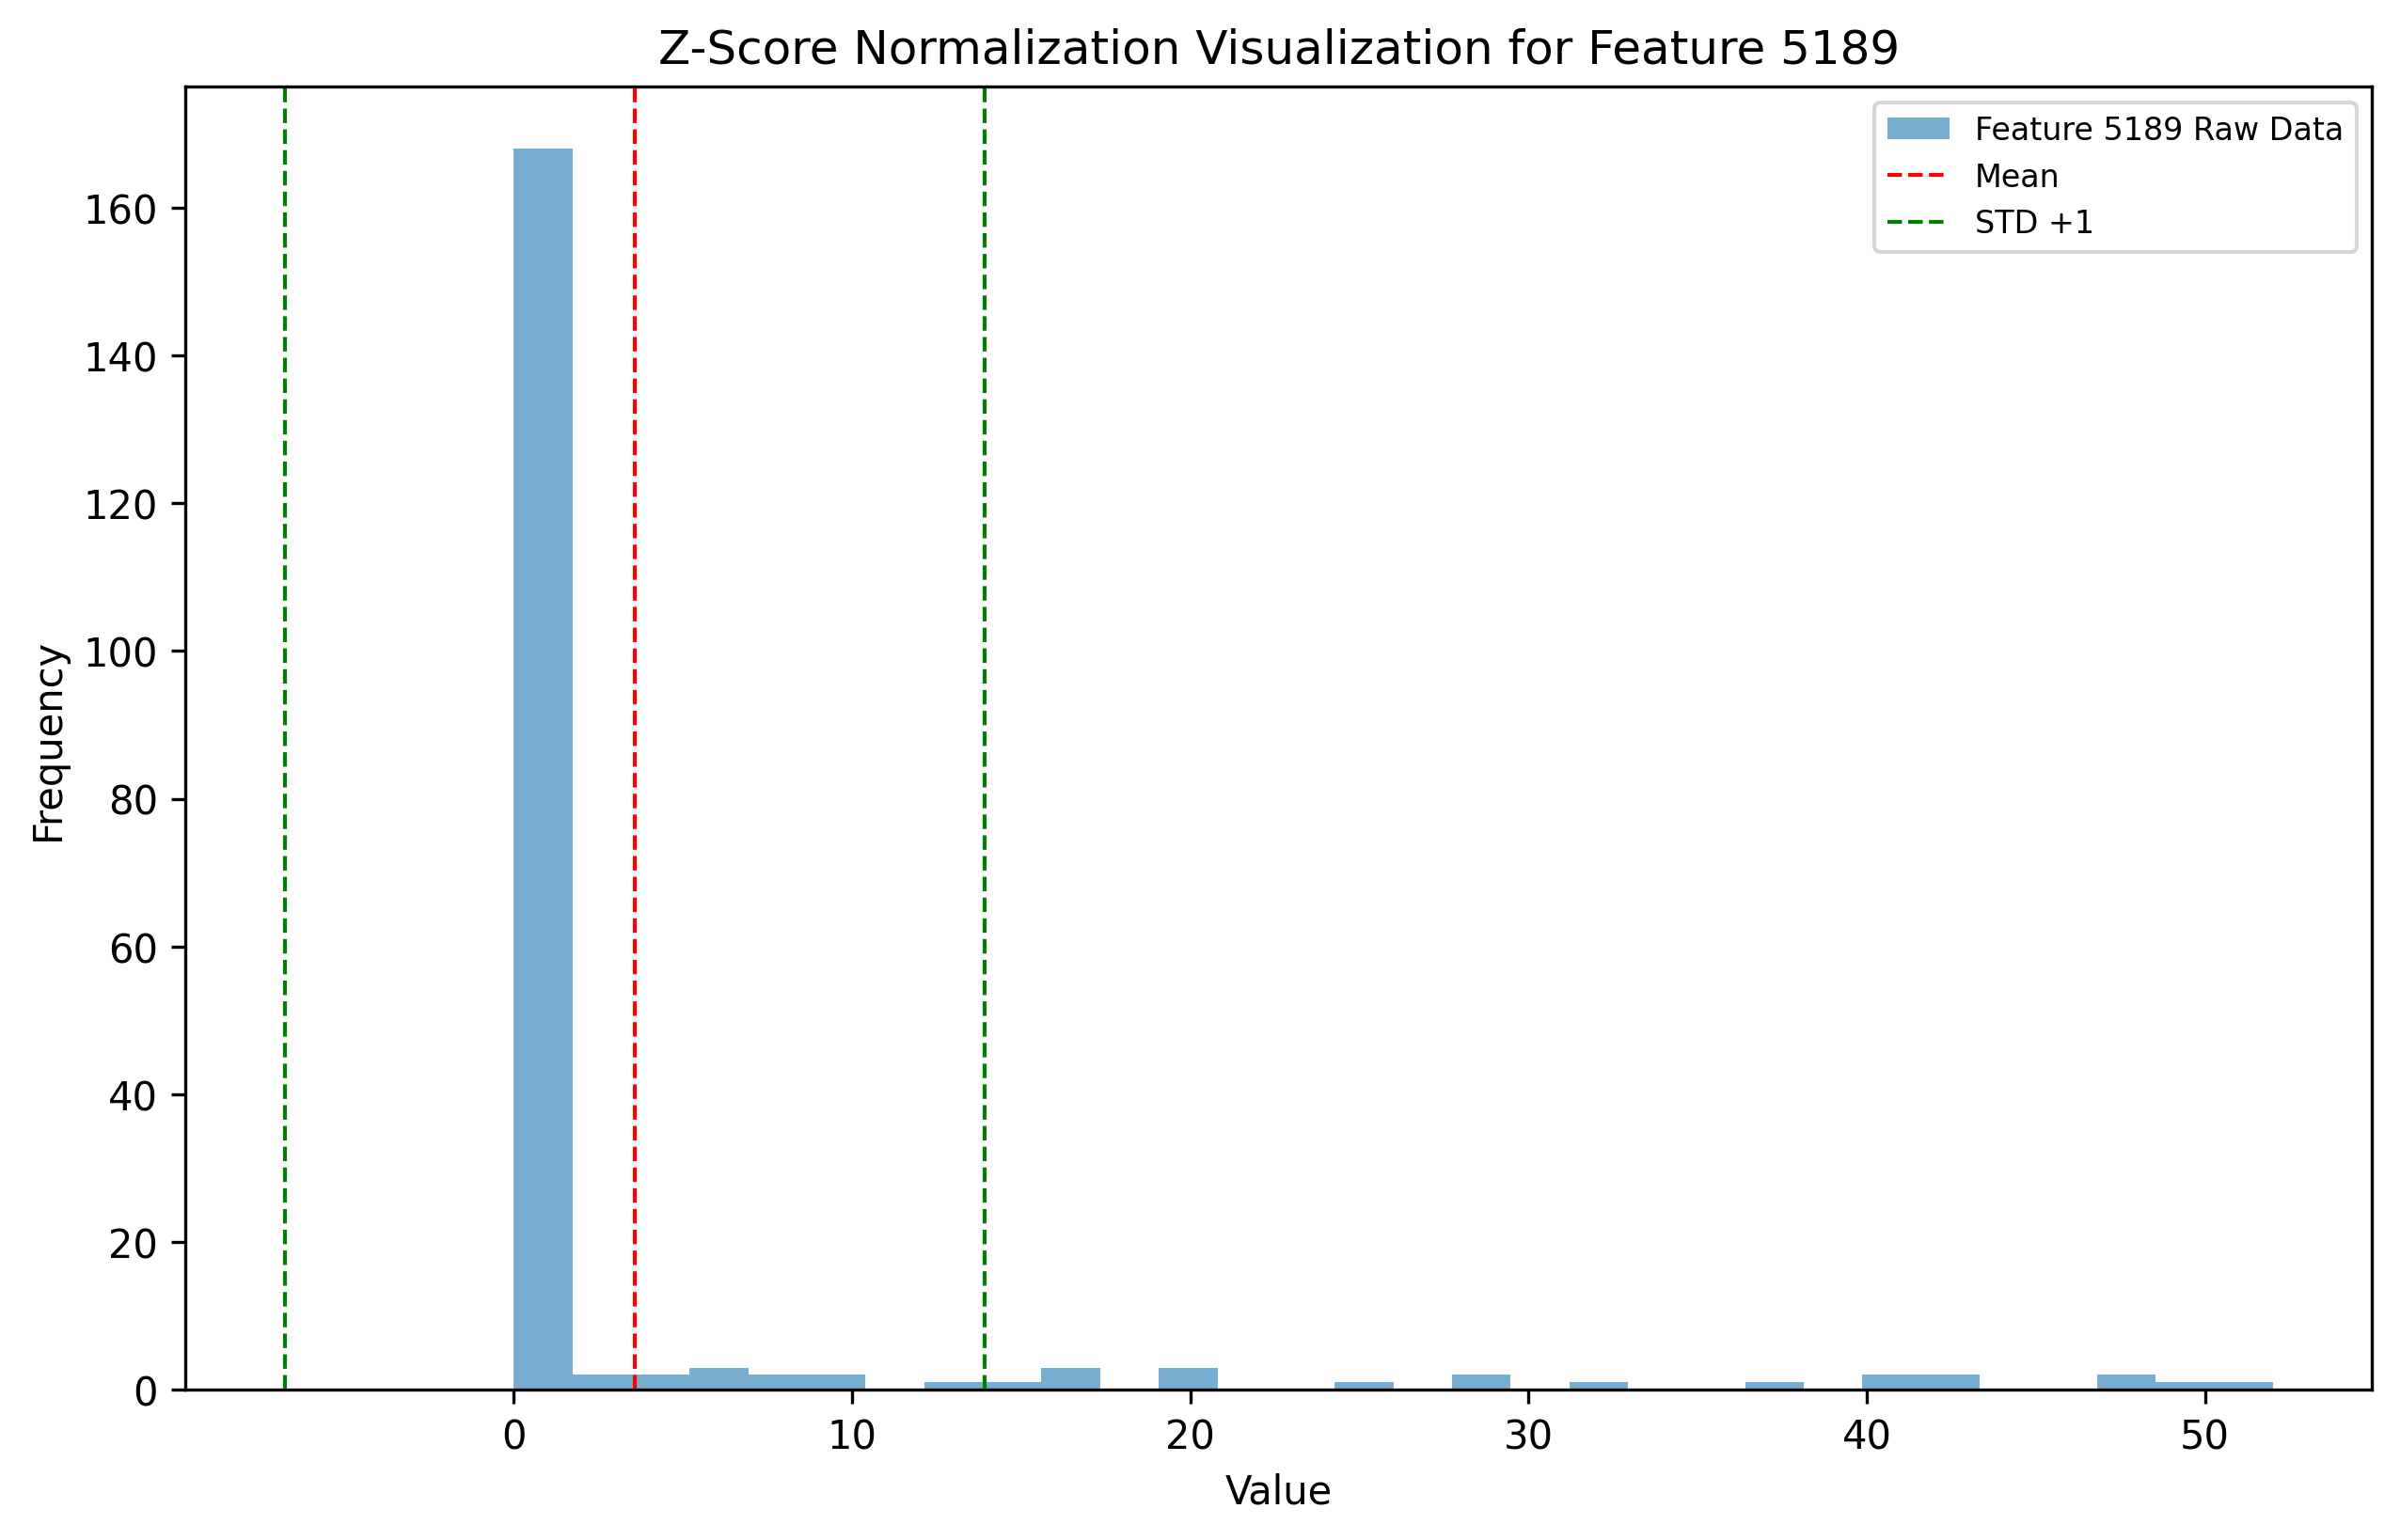 Z-Score Normalization Visualization for Feature 5189
Feature 5189 Raw Data
Mean
STD +1
Frequency
160
140
120
100
80
60
40
20
0
0 10 20 30 40 50
Value